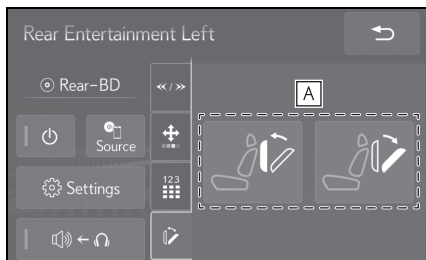 Rear Entertainment Left
Rear-BD
«/»
A
Source
123
Settings